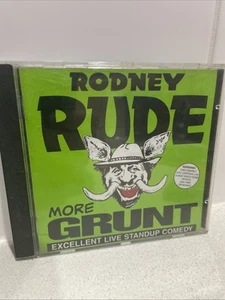 RODNEY
RUDE
MORE
GRUNT
EXCELLENT LIVE STANDUP COMEDY